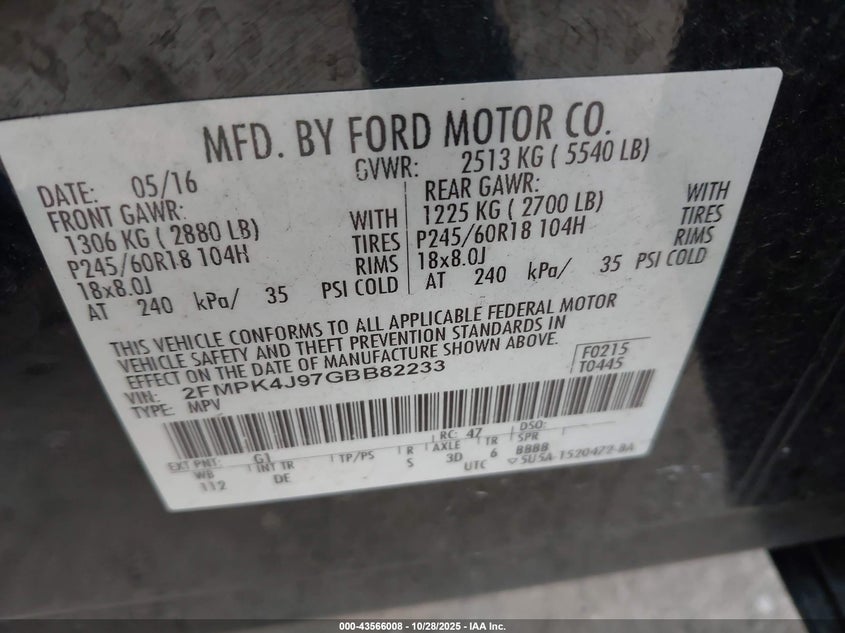 MFD. BY FORD MOTOR CO.
DATE: 05/16 GVWR: 2513 KG ( 5540 LB)
FRONT GAWR: REAR GAWR:
1306 KG ( 2880 LB) WITH 1225 KG ( 2700 LB) WITH
P245/60R18 104H TIRES P245/60R18 104H TIRES
18x8.0J RIMS 18x8.0J RIMS
AT 240 kPa/ 35 PSI COLD AT 240 kPa/ 35 PSI COLD
THIS VEHICLE CONFORMS TO ALL APPLICABLE FEDERAL MOTOR
VEHICLE SAFETY AND THEFT PREVENTION STANDARDS IN
EFFECT ON THE DATE OF MANUFACTURE SHOWN ABOVE.
VIN: 2FMPK4J97GBB82233 F0215
TYPE: MPV T0445
EXT PNT: G1 RC: 47 DSO:
WB INT TR TP/PS R AXLE TR SPR
112 DE S 3D 6 BBBB
UTC 5U5A-1520472-BA
000-43566008 | 10/28/2025 | IAA Inc.